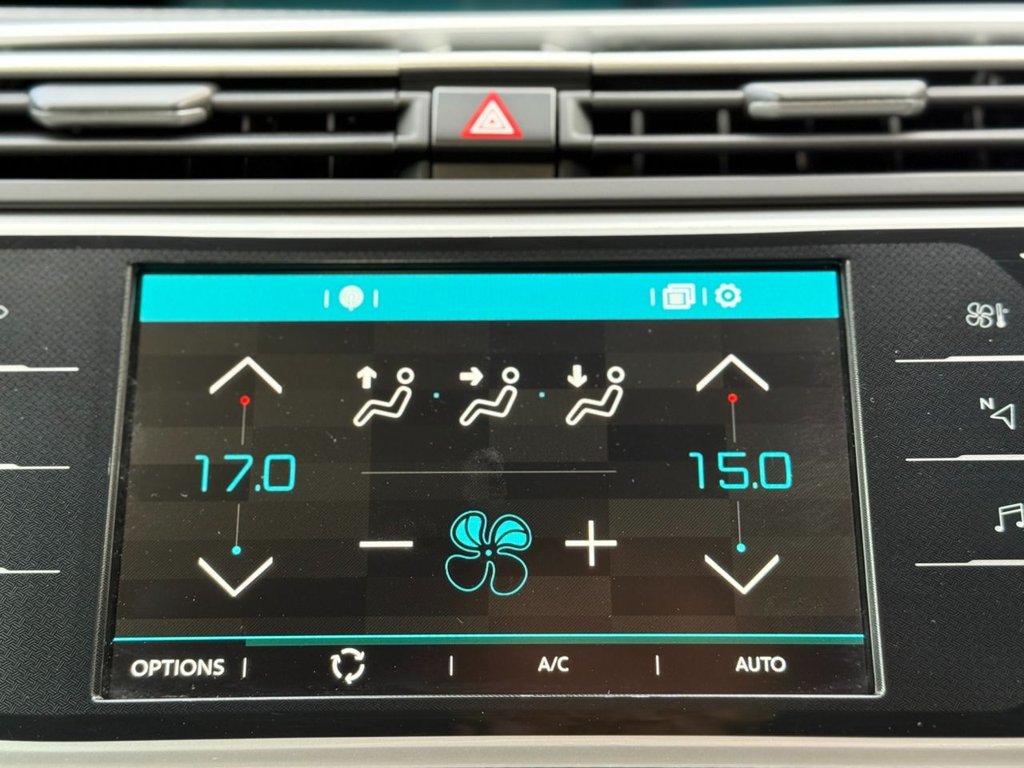 N
17.0 15.0
OPTIONS | A/C | AUTO